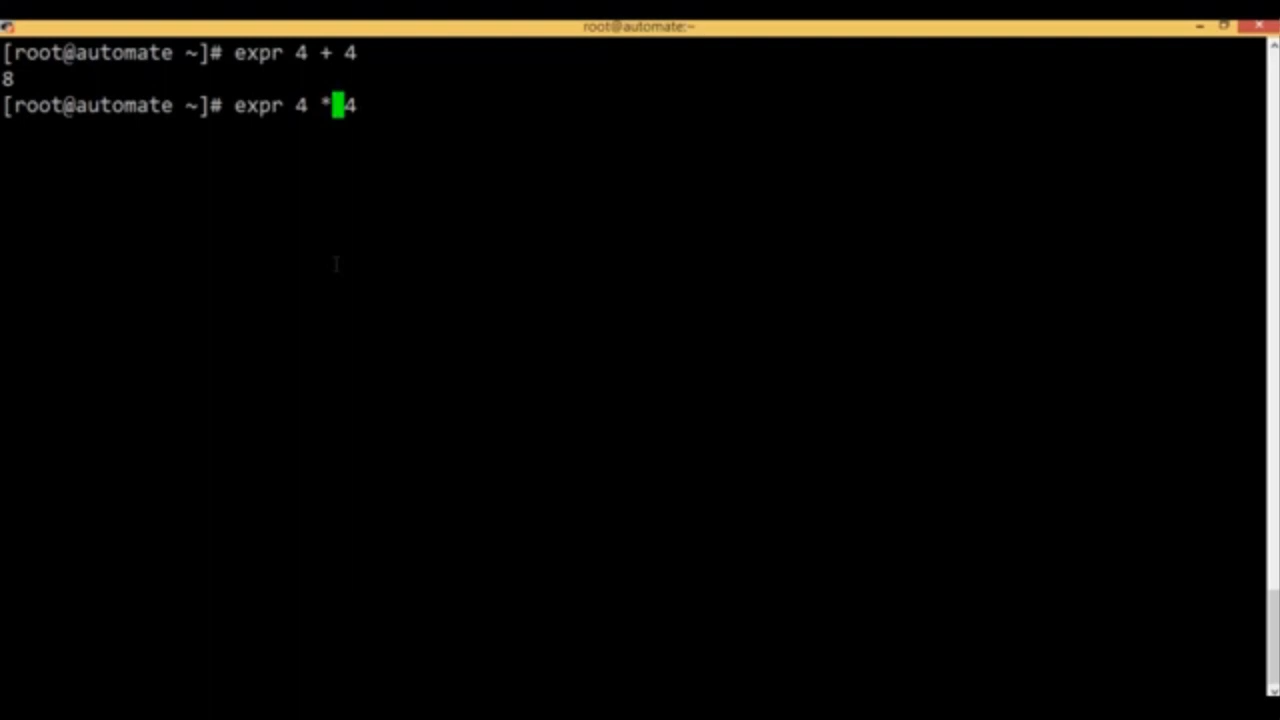 root@automate:~
[root@automate ~]# expr 4 + 4
8
[root@automate ~]# expr 4 * 4